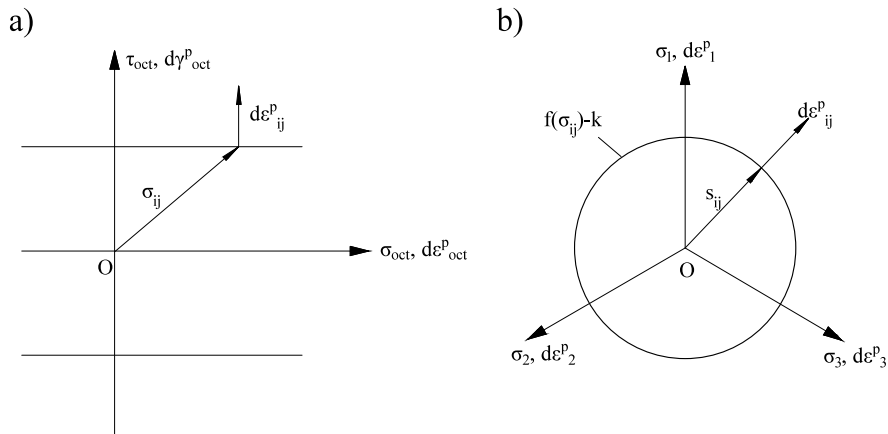 a)
τoct, dγᵖoct
dεᵖij
σij
O
σoct, dεᵖoct
b)
σ1, dεᵖ1
f(σij)-k
dεᵖij
sij
O
σ2, dεᵖ2
σ3, dεᵖ3